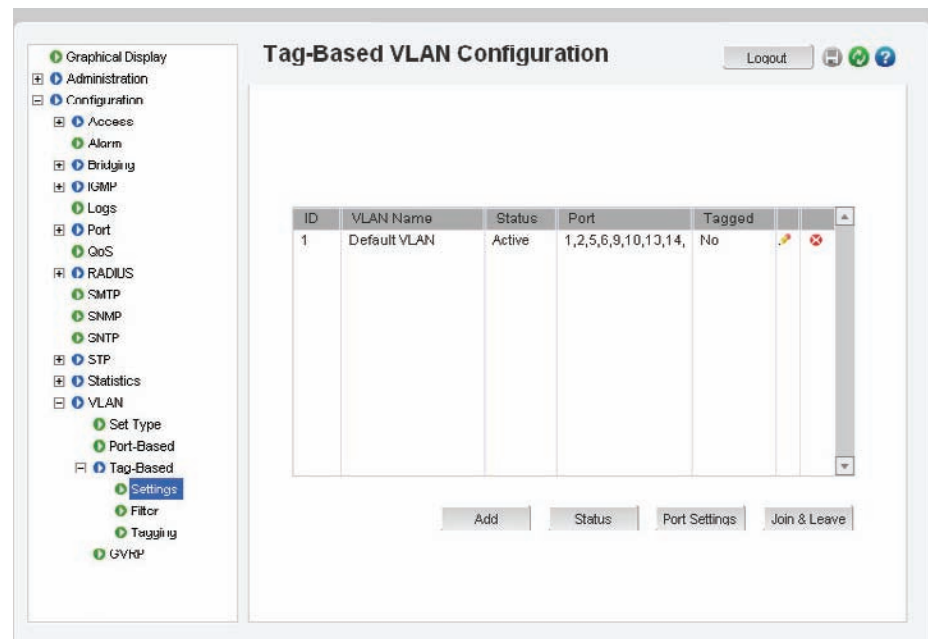 Tag-Based VLAN Configuration
Logout
Graphical Display
Administration
Configuration
Access
Alarm
Bridging
IGMP
Logs
Port
QoS
RADIUS
SMTP
SNMP
SNTP
STP
Statistics
VLAN
Set Type
Port-Based
Tag-Based
Settings
Filter
Tagging
GVRP
ID VLAN Name Status Port Tagged
1 Default VLAN Active 1,2,5,6,9,10,13,14, No
Add Status Port Settings Join & Leave